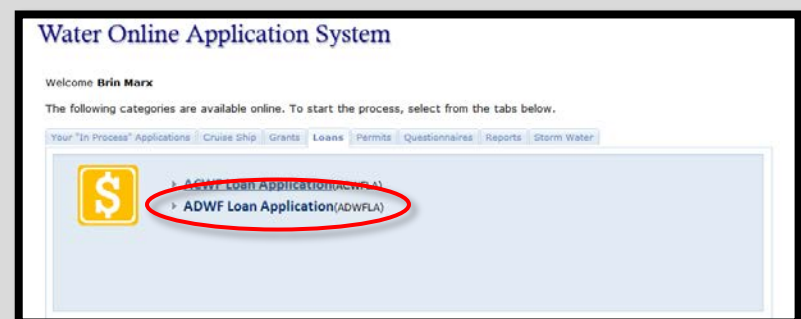 Water Online Application System
Welcome Brin Marx
The following categories are available online. To start the process, select from the tabs below.
Your "In Process" Applications Cruise Ship Grants Loans Permits Questionnaires Reports Storm Water
$
ACWF Loan Application(ACWFLA)
ADWF Loan Application(ADWFLA)